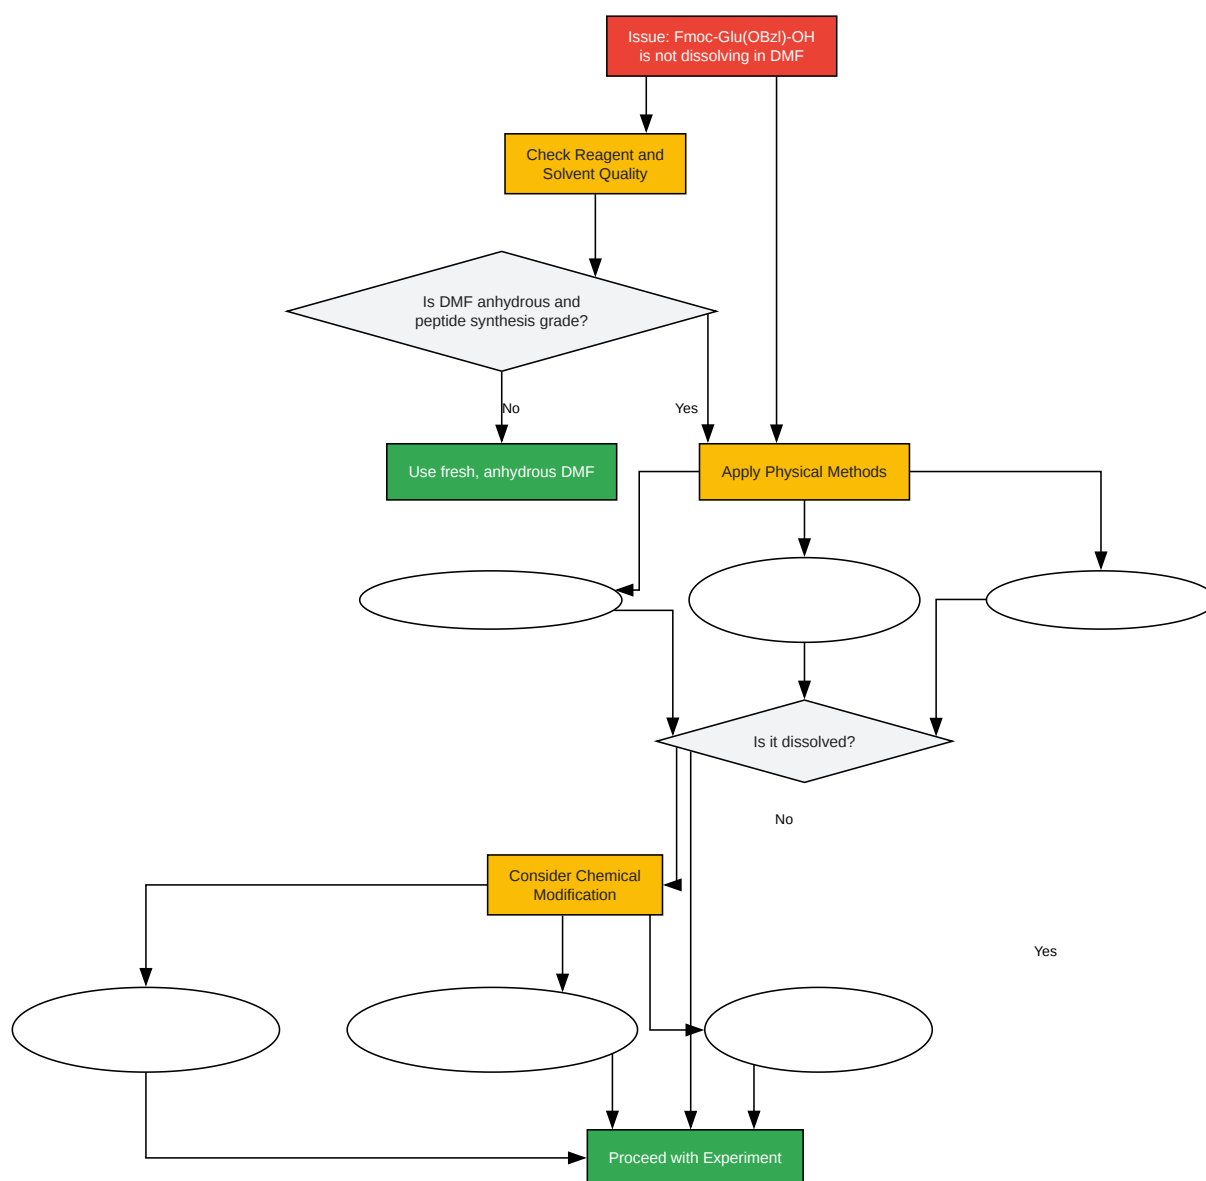 Issue: Fmoc-Glu(OBzl)-OH
is not dissolving in DMF
Check Reagent and
Solvent Quality
Is DMF anhydrous and
peptide synthesis grade?
No
Yes
Use fresh, anhydrous DMF
Apply Physical Methods
Is it dissolved?
No
Consider Chemical
Modification
Yes
Proceed with Experiment